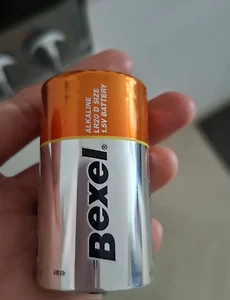 ALKALINE
LR20 D SIZE
1.5V BATTERY
Bexel®